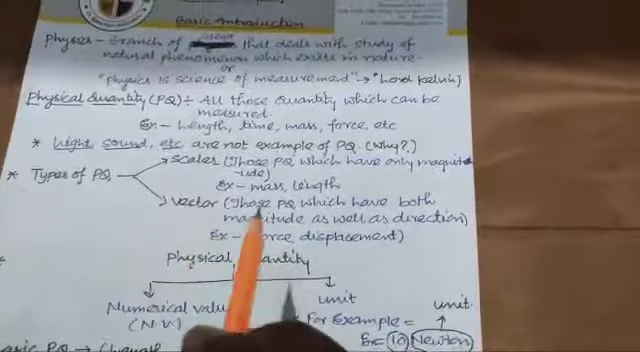 Basic Introduction
Physics - Branch of science that deals with study of
natural phenomenon which exists in nature.
or
"Physics is science of measurement" → "Lord Kelvin)
Physical Quantity (PQ) ÷ All those Quantity which can be
measured.
Ex - Length, time, mass, force, etc
* Light sound, etc are not example of PQ. (Why?)
* Types of PQ → Scaler (Those PQ which have only magnit-
-ude)
Ex - mass, Length
→ Vector (Those PQ which have both
magnitude as well as direction)
Ex - force, displacement)
Physical
Numerical value
(N.V)
unit
For Example =
F = 10 Newton
unit